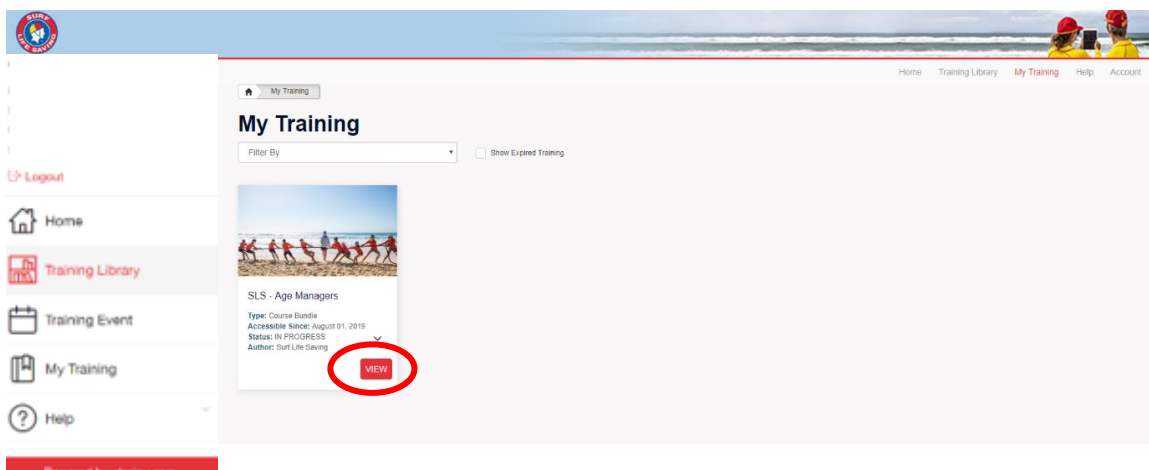 SURF
LIFE SAVING
Home Training Library My Training Help Account
My Training
My Training
Filter By
Show Expired Training
Logout
Home
Training Library
Training Event
My Training
Help
SLS - Age Managers
Type: Course Bundle
Accessible Since: August 01, 2019
Status: IN PROGRESS
Author: Surf Life Saving
VIEW